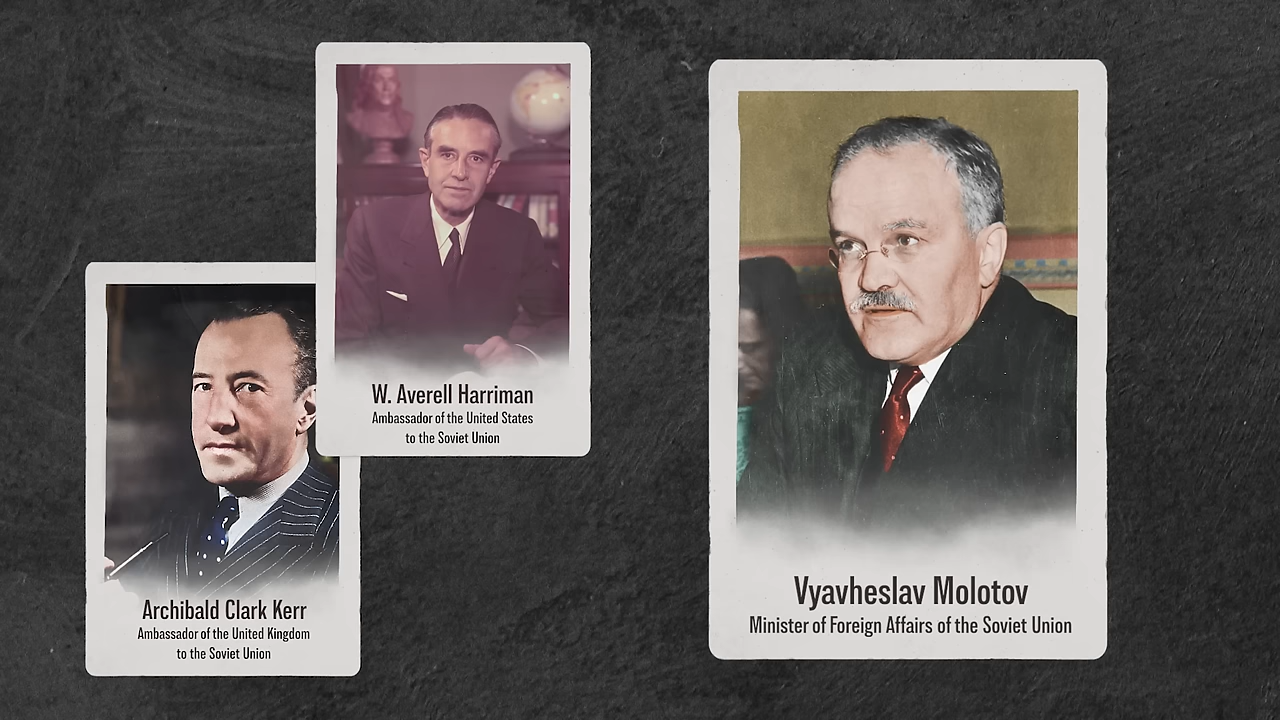 W. Averell Harriman
Ambassador of the United States
to the Soviet Union
Archibald Clark Kerr
Ambassador of the United Kingdom
to the Soviet Union
Vyavheslav Molotov
Minister of Foreign Affairs of the Soviet Union